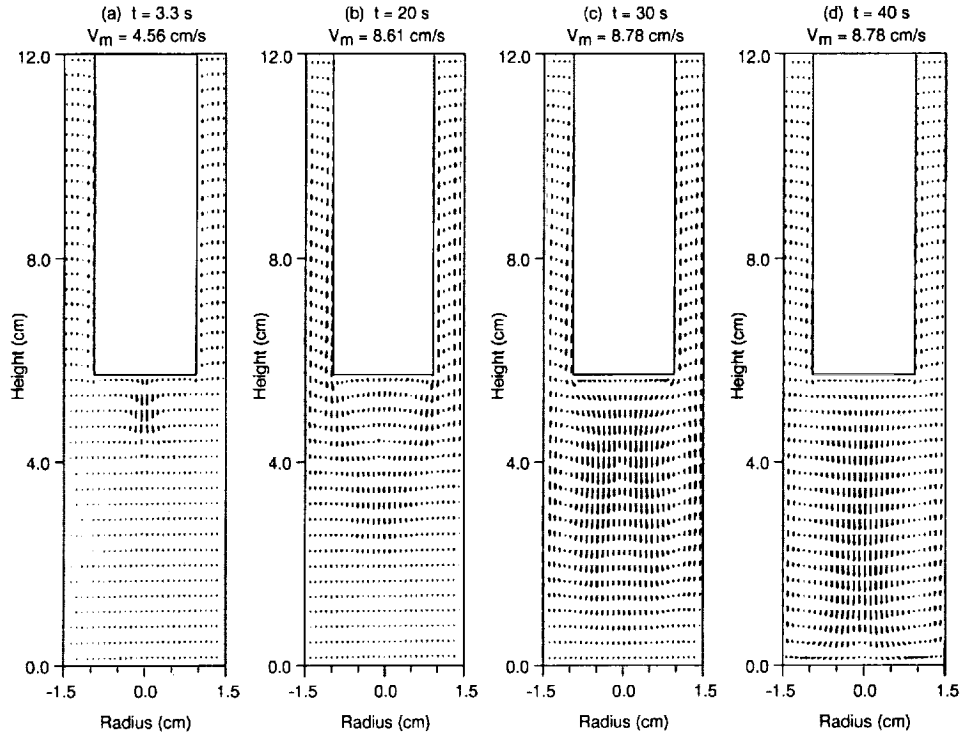 (a) t = 3.3 s
V_m = 4.56 cm/s
(b) t = 20 s
V_m = 8.61 cm/s
(c) t = 30 s
V_m = 8.78 cm/s
(d) t = 40 s
V_m = 8.78 cm/s
12.0
8.0
4.0
0.0
Height (cm)
-1.5 0.0 1.5
Radius (cm)
12.0
8.0
4.0
0.0
Height (cm)
-1.5 0.0 1.5
Radius (cm)
12.0
8.0
4.0
0.0
Height (cm)
-1.5 0.0 1.5
Radius (cm)
12.0
8.0
4.0
0.0
Height (cm)
-1.5 0.0 1.5
Radius (cm)